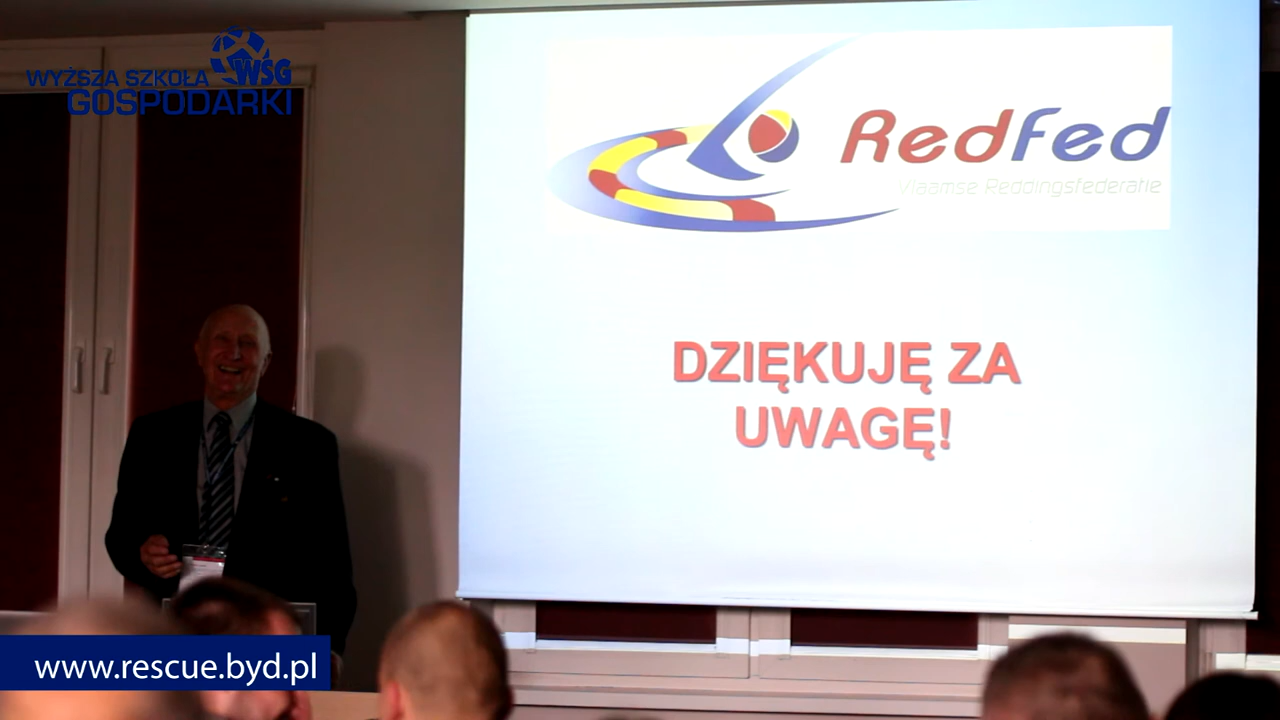 WYŻSZA SZKOŁA
WSG
GOSPODARKI
RedFed
Vlaamse Reddingsfederatie
DZIĘKUJĘ ZA
UWAGĘ!
www.rescue.byd.pl